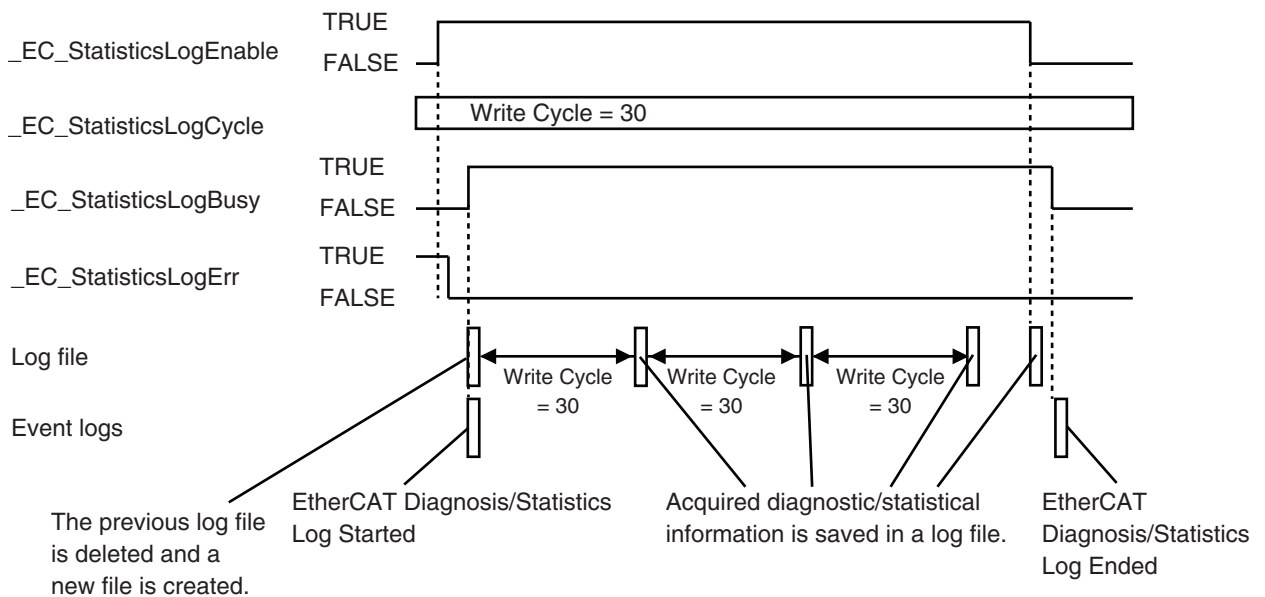 TRUE
_EC_StatisticsLogEnable
FALSE
_EC_StatisticsLogCycle
Write Cycle = 30
TRUE
_EC_StatisticsLogBusy
FALSE
TRUE
_EC_StatisticsLogErr
FALSE
Log file
Write Cycle
= 30
Write Cycle
= 30
Write Cycle
= 30
Event logs
The previous log file
is deleted and a
new file is created.
EtherCAT Diagnosis/Statistics
Log Started
Acquired diagnostic/statistical
information is saved in a log file.
EtherCAT
Diagnosis/Statistics
Log Ended